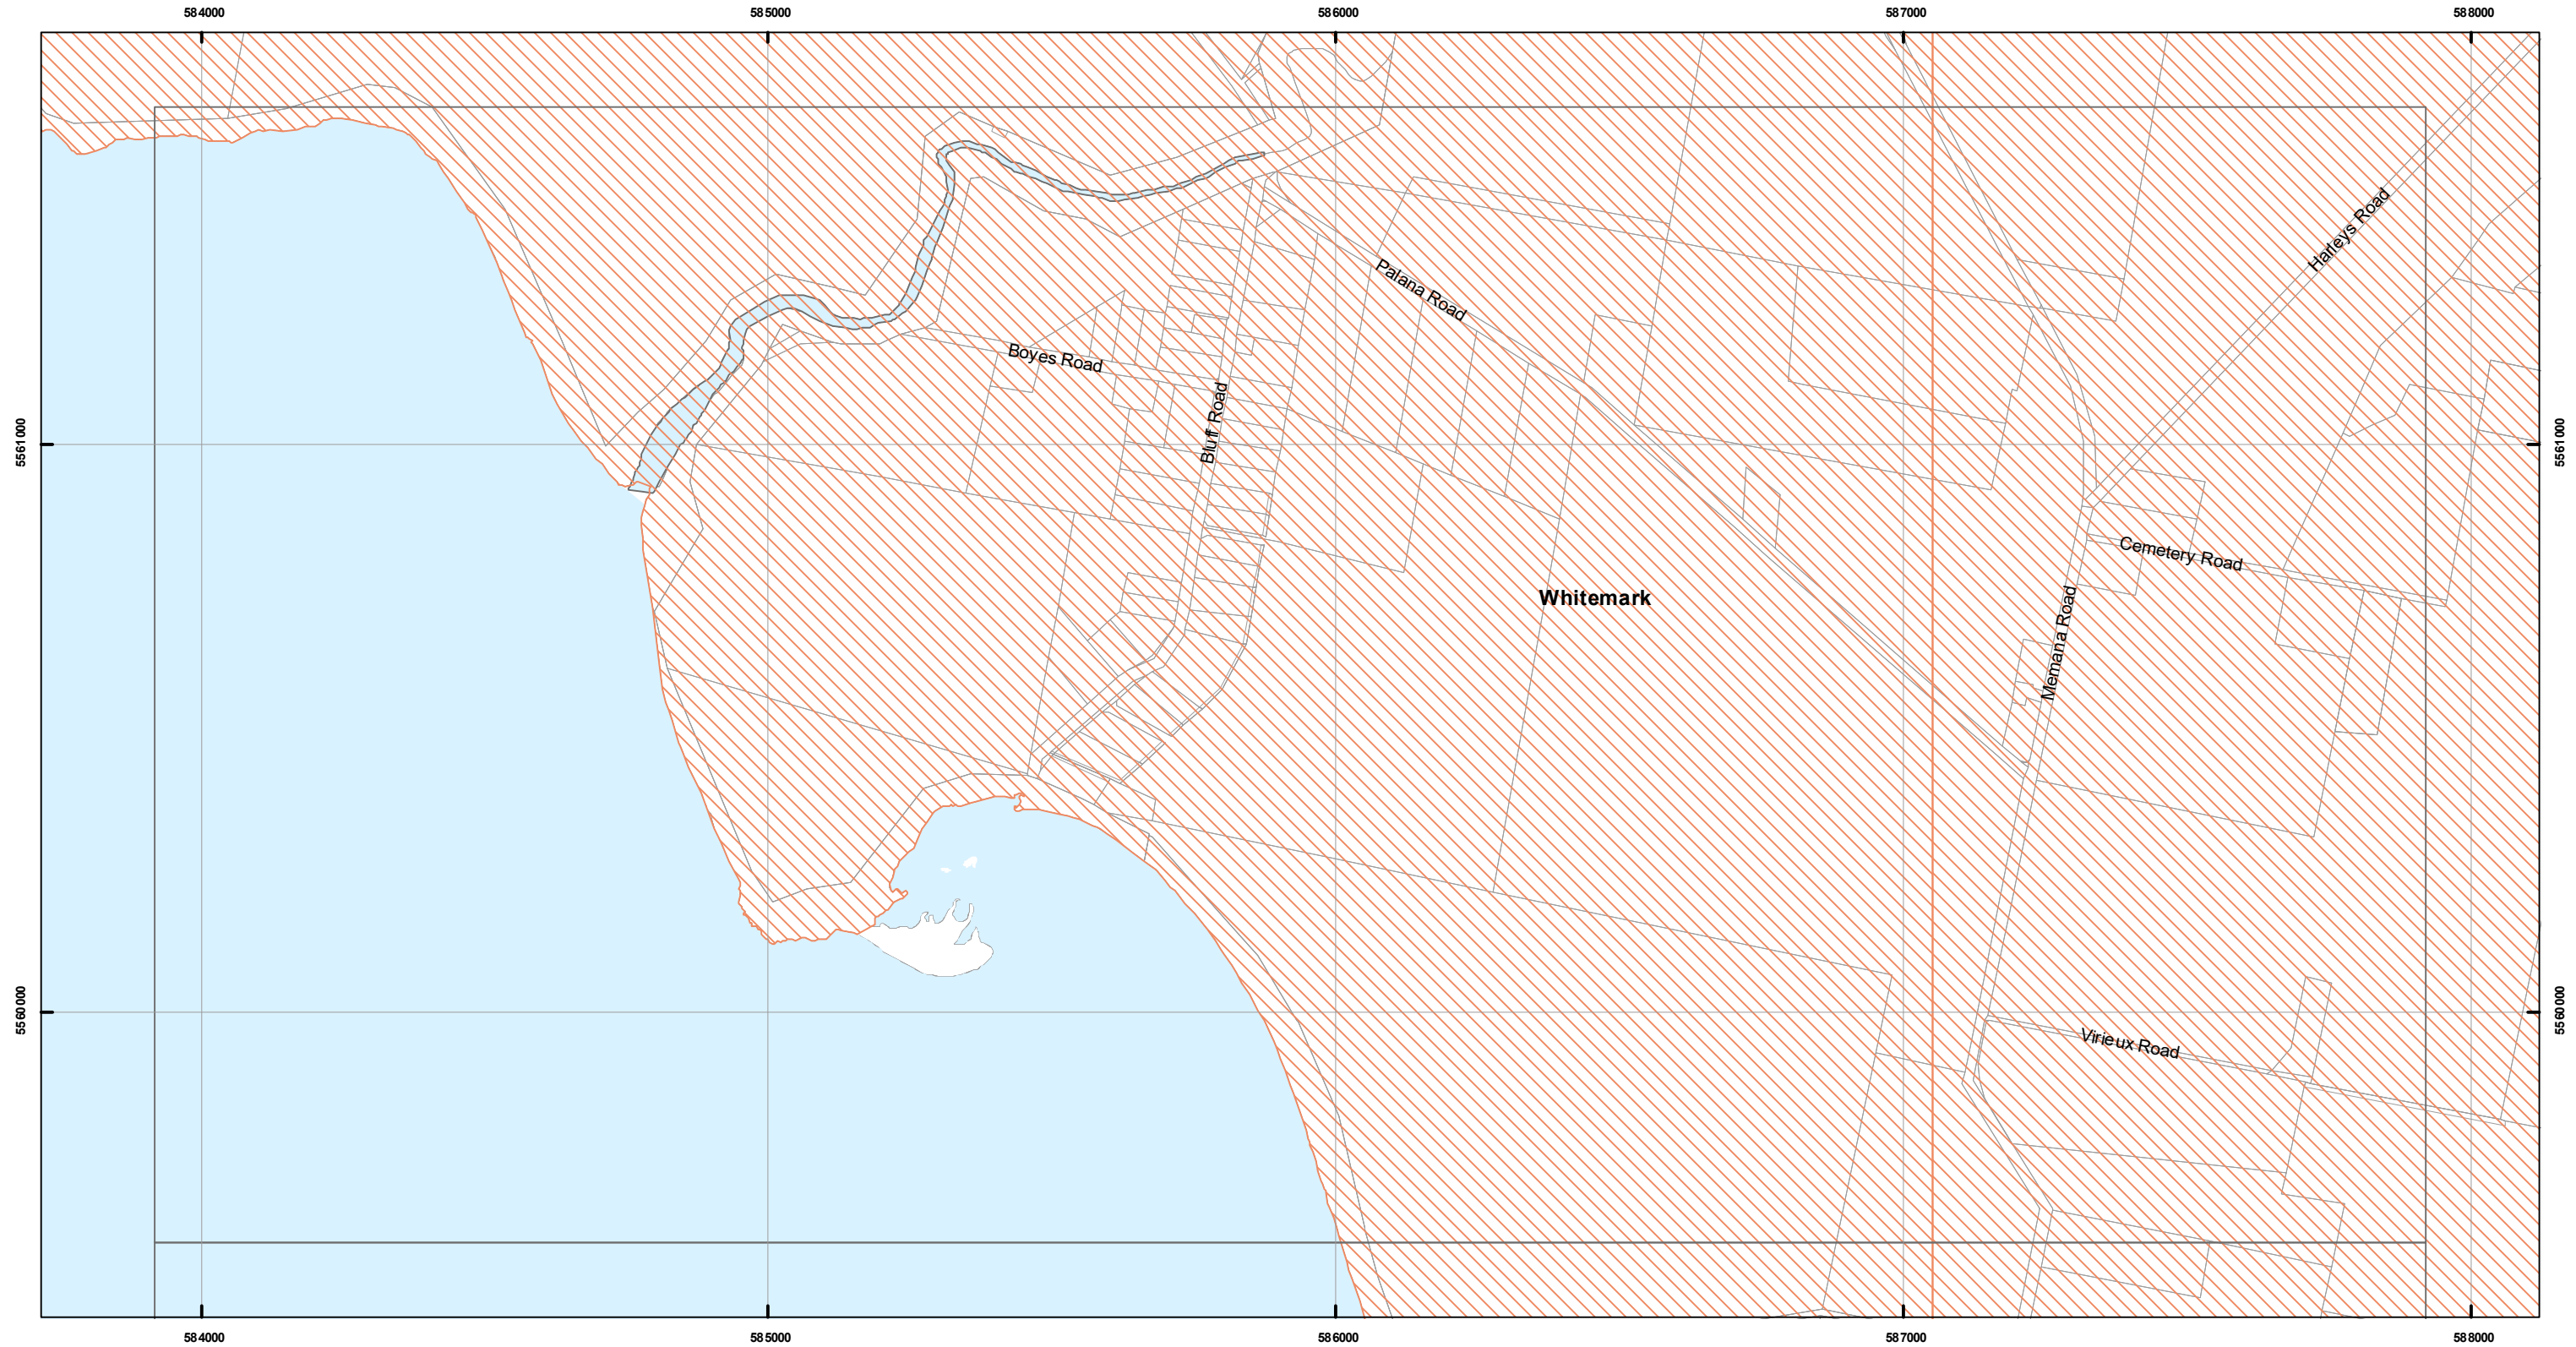 584000 585000 586000 587000 588000
Harleys Road
Palana Road
Boyes Road
Bluff Road
5561000 5561000
Cemetery Road
Whitemark
Memana Road
5560000 5560000
Virieux Road
584000 585000 586000 587000 588000